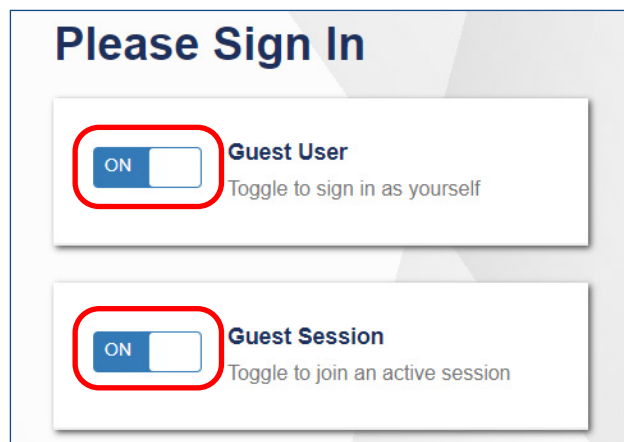 Please Sign In
ON
Guest User
Toggle to sign in as yourself
ON
Guest Session
Toggle to join an active session